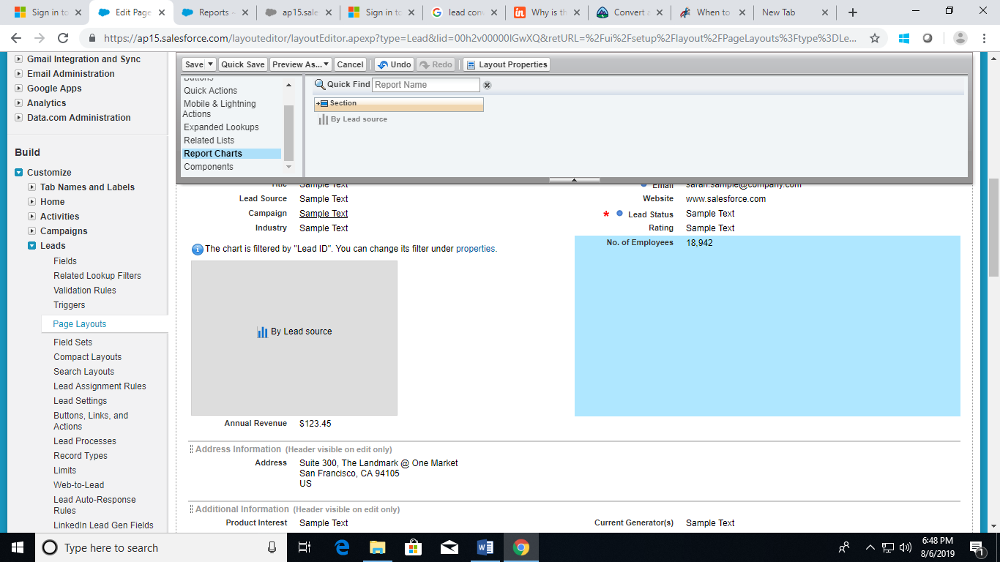 Sign in to
Edit Page
Reports -
ap15.sale
Sign in to
lead conv
Why is th
Convert a
When to
New Tab
https://ap15.salesforce.com/layouteditor/layoutEditor.apexp?type=Lead&lid=00h2v00000IGwXQ&retURL=%2Fui%2Fsetup%2Flayout%2FPageLayouts%3Ftype%3DLe...
Gmail Integration and Sync
Email Administration
Google Apps
Analytics
Data.com Administration
Build
Customize
Tab Names and Labels
Home
Activities
Campaigns
Leads
Fields
Related Lookup Filters
Validation Rules
Triggers
Page Layouts
Field Sets
Compact Layouts
Search Layouts
Lead Assignment Rules
Lead Settings
Buttons, Links, and
Actions
Lead Processes
Record Types
Limits
Web-to-Lead
Lead Auto-Response
Rules
LinkedIn Lead Gen Fields
Save
Quick Save
Preview As...
Cancel
Undo
Redo
Layout Properties
Buttons
Quick Actions
Mobile & Lightning
Actions
Expanded Lookups
Related Lists
Report Charts
Components
Quick Find
Report Name
Section
By Lead source
Title Sample Text
Email sarah.sample@company.com
Lead Source Sample Text
Website www.salesforce.com
Campaign Sample Text
* Lead Status Sample Text
Industry Sample Text
Rating Sample Text
The chart is filtered by "Lead ID". You can change its filter under properties.
No. of Employees 18,942
By Lead source
Annual Revenue $123.45
Address Information (Header visible on edit only)
Address Suite 300, The Landmark @ One Market
San Francisco, CA 94105
US
Additional Information (Header visible on edit only)
Product Interest Sample Text
Current Generator(s) Sample Text
Type here to search
6:48 PM
8/6/2019
1